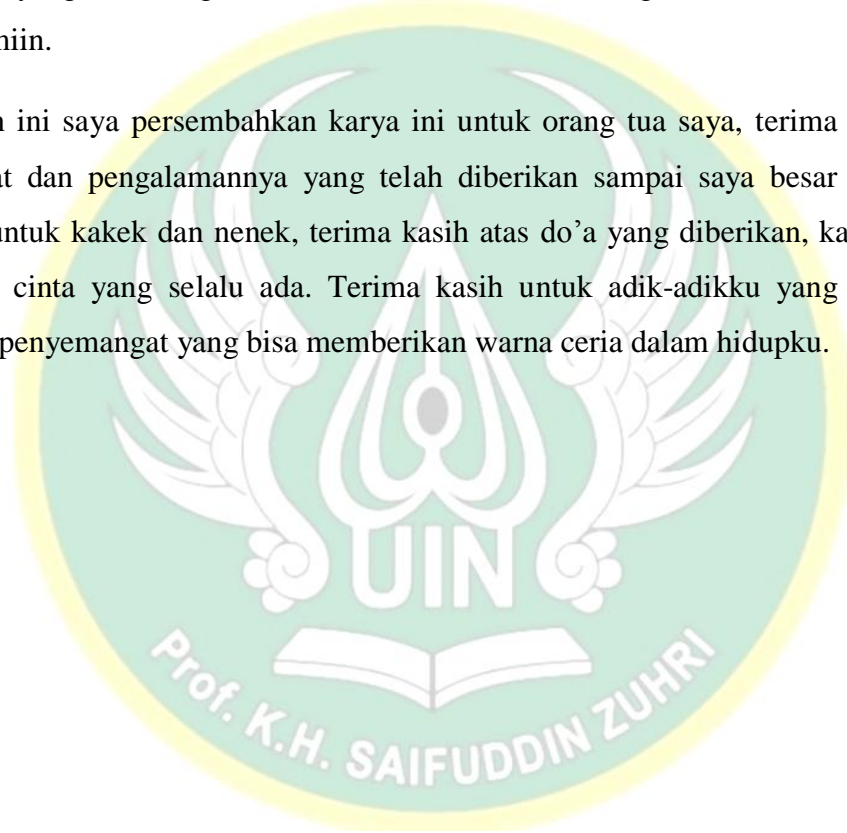 niin.
ini saya persembahkan karya ini untuk orang tua saya, terima
at dan pengalamannya yang telah diberikan sampai saya besar
untuk kakek dan nenek, terima kasih atas do’a yang diberikan, ka
cinta yang selalu ada. Terima kasih untuk adik-adikku yang
penyemangat yang bisa memberikan warna ceria dalam hidupku.
UIN
Prof. K.H. SAIFUDDIN ZUHRI